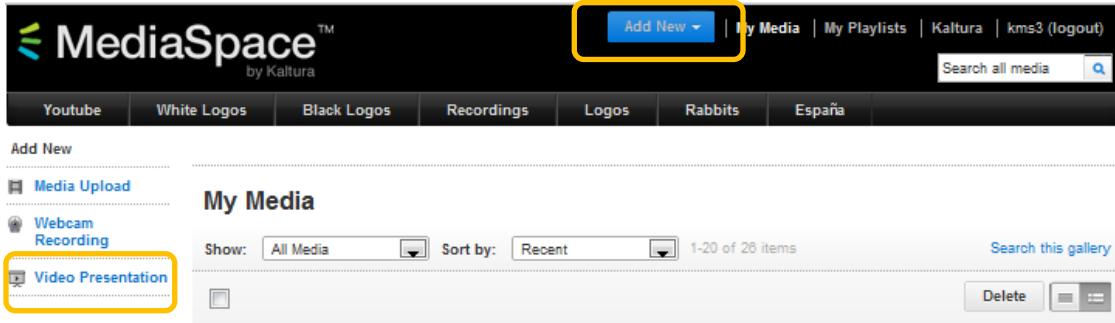 MediaSpace™
by Kaltura
Add New | My Media | My Playlists | Kaltura | kms3 (logout)
Search all media
Youtube White Logos Black Logos Recordings Logos Rabbits España
Add New
Media Upload
Webcam
Recording
Video Presentation
My Media
Show: All Media Sort by: Recent 1-20 of 26 items Search this gallery
Delete